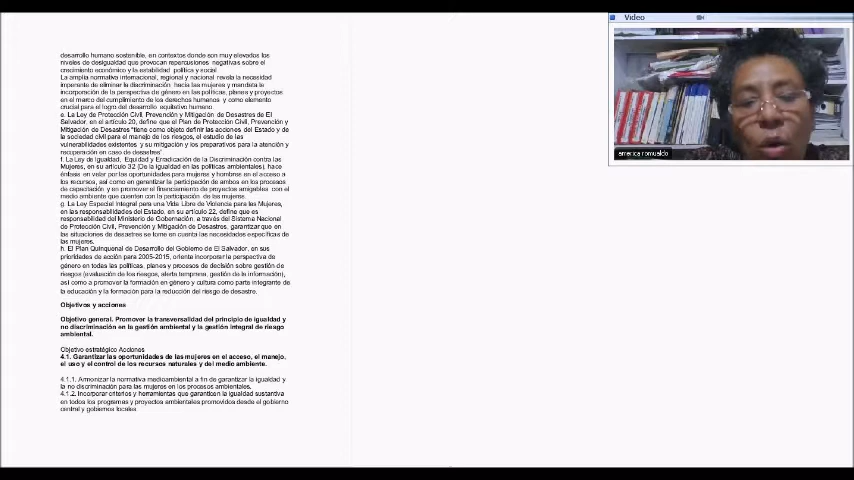 desarrollo humano sostenible, en contextos donde son muy elevados los
niveles de desigualdad que provocan repercusiones negativas sobre el
crecimiento económico y la estabilidad política y social
La amplia normativa internacional, regional y nacional revela la necesidad
imperante de eliminar la discriminación hacia las mujeres y mandata la
incorporación de la perspectiva de género en las políticas, planes y proyectos
en el marco del cumplimiento de los derechos humanos y como elemento
crucial para el logro del desarrollo equitativo humano
e. La Ley de Protección Civil, Prevención y Mitigación de Desastres de El
Salvador, en el artículo 20, define que el Plan de Protección Civil, Prevención y
Mitigación de Desastres "tiene como objeto definir las acciones del Estado y de
la sociedad civil para el manejo de los riesgos, el estudio de las
vulnerabilidades existentes y su mitigación y los preparativos para la atención y
recuperación en caso de desastres"
f. La Ley de Igualdad, Equidad y Erradicación de la Discriminación contra las
Mujeres, en su artículo 32 (De la igualdad en las políticas ambientales), hace
énfasis en velar por las oportunidades para mujeres y hombres en el acceso a
los recursos, así como en garantizar la participación de ambos en los procesos
de capacitación y en promover el financiamiento de proyectos amigables con el
medio ambiente que cuenten con la participación de las mujeres.
g. La Ley Especial Integral para una Vida Libre de Violencia para las Mujeres,
en las responsabilidades del Estado, en su artículo 22, define que es
responsabilidad del Ministerio de Gobernación: a través del Sistema Nacional
de Protección Civil, Prevención y Mitigación de Desastres, garantizar que en
las situaciones de desastres se tome en cuenta las necesidades específicas de
las mujeres.
h. El Plan Quinquenal de Desarrollo del Gobierno de El Salvador, en sus
prioridades de acción para 2005-2015, orienta incorporar la perspectiva de
género en todas las políticas, planes y procesos de decisión sobre gestión de
riesgos (evaluación de los riesgos, alerta temprana, gestión de la información),
así como a promover la formación en género y cultura como parte integrante de
la educación y la formación para la reducción del riesgo de desastre.
Objetivos y acciones
Objetivo general. Promover la transversalidad del principio de igualdad y
no discriminación en la gestión ambiental y la gestión integral de riesgo
ambiental.
Objetivo estratégico Acciones
4.1. Garantizar las oportunidades de las mujeres en el acceso, el manejo,
el uso y el control de los recursos naturales y del medio ambiente.
4.1.1. Armonizar la normativa medioambiental a fin de garantizar la igualdad y
la no discriminación para las mujeres en los procesos ambientales.
4.1.2. Incorporar criterios y herramientas que garanticen la igualdad sustantiva
en todos los programas y proyectos ambientales promovidos desde el gobierno
central y gobiernos locales
Video
america romualdo